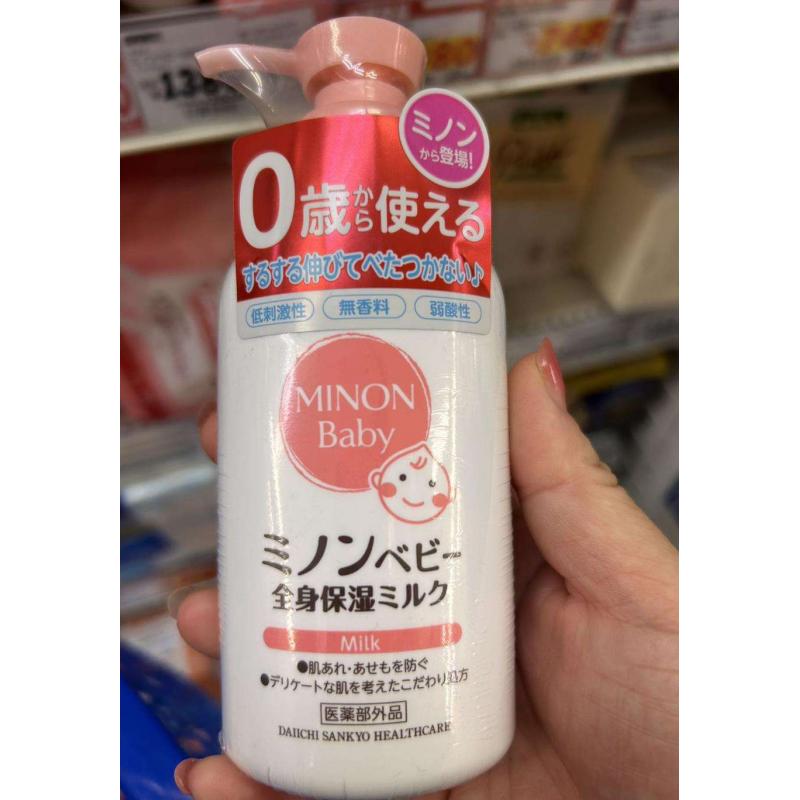 ミノン
から登場!
0歳から使える
するする伸びてべたつかない♪
低刺激性 無香料 弱酸性
MINON
Baby
ミノンベビー
全身保湿ミルク
Milk
●肌あれ・あせもを防ぐ
●デリケートな肌を考えたこだわり処方
医薬部外品
DAIICHI SANKYO HEALTHCARE